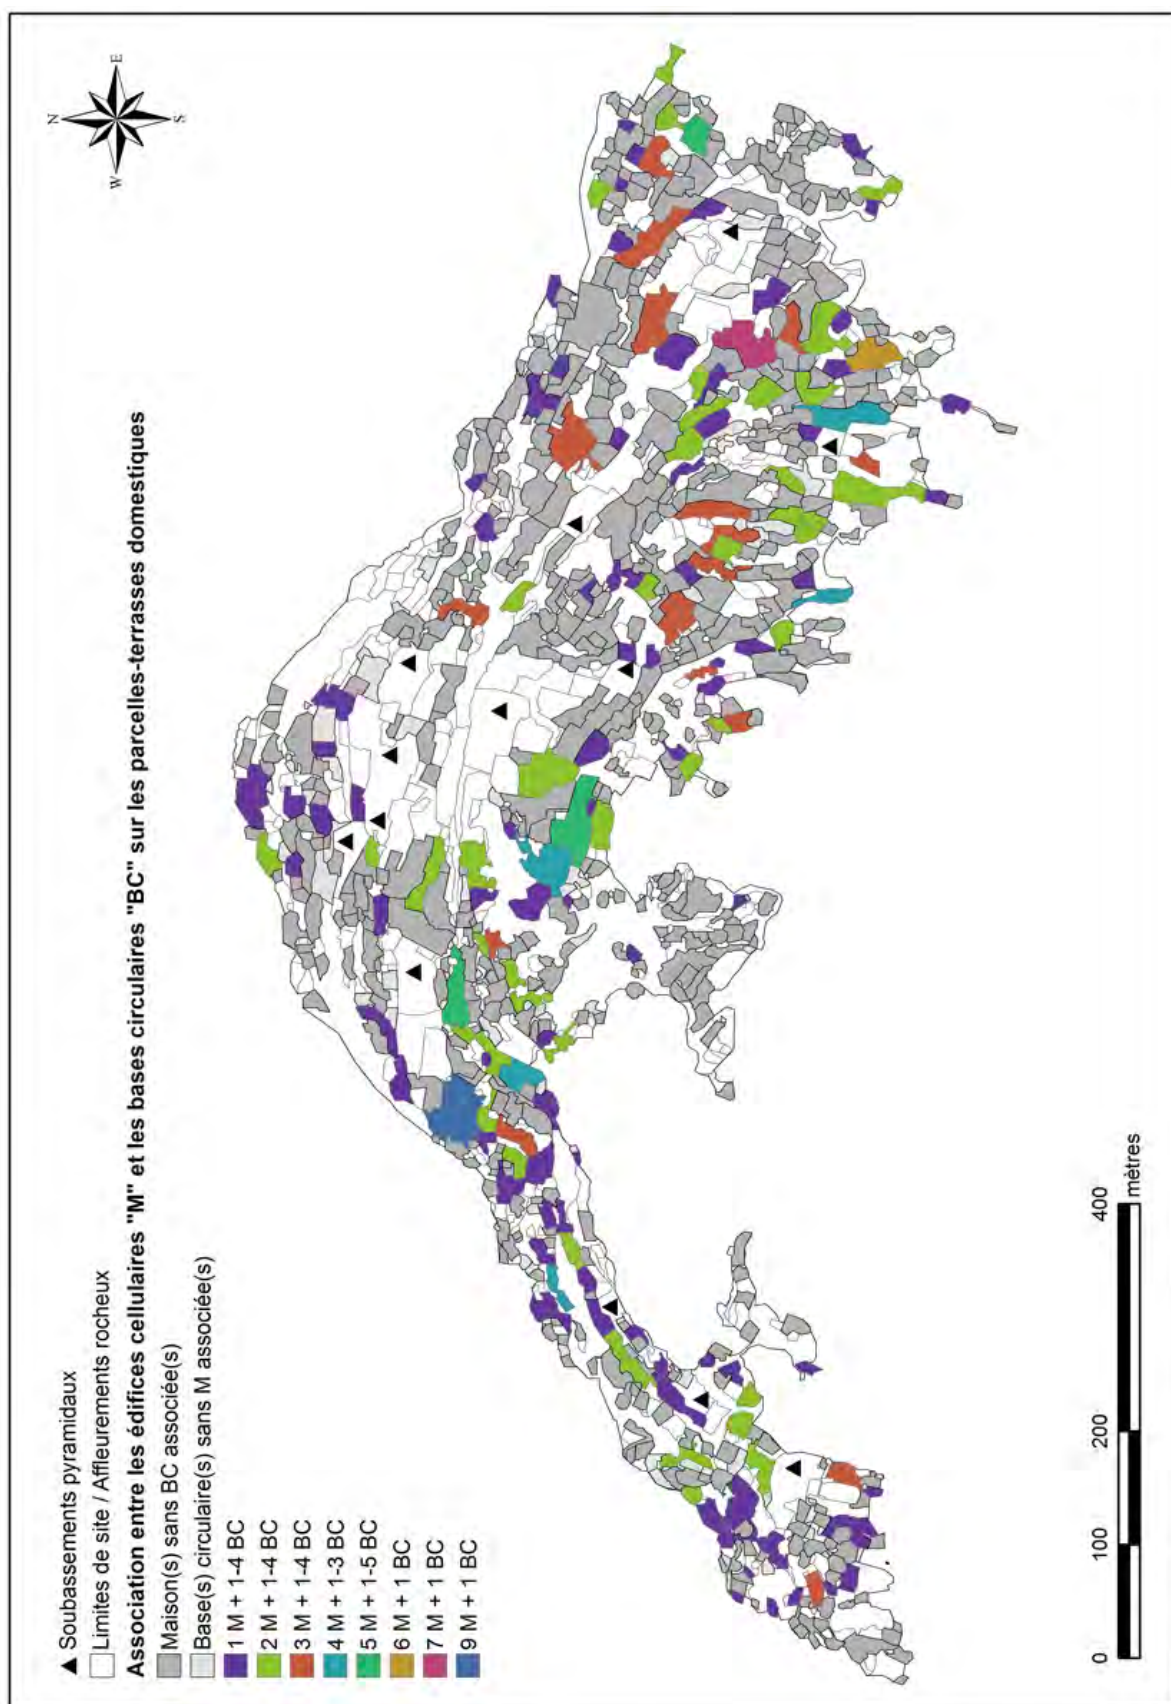 ▲ Soubassements pyramidaux
Limites de site / Affleurements rocheux
Association entre les édifices cellulaires "M" et les bases circulaires "BC" sur les parcelles-terrasses domestiques
Maison(s) sans BC associée(s)
Base(s) circulaire(s) sans M associée(s)
1 M + 1-4 BC
2 M + 1-4 BC
3 M + 1-4 BC
4 M + 1-3 BC
5 M + 1-5 BC
6 M + 1 BC
7 M + 1 BC
9 M + 1 BC
N
W
E
S
0 100 200 400
mètres